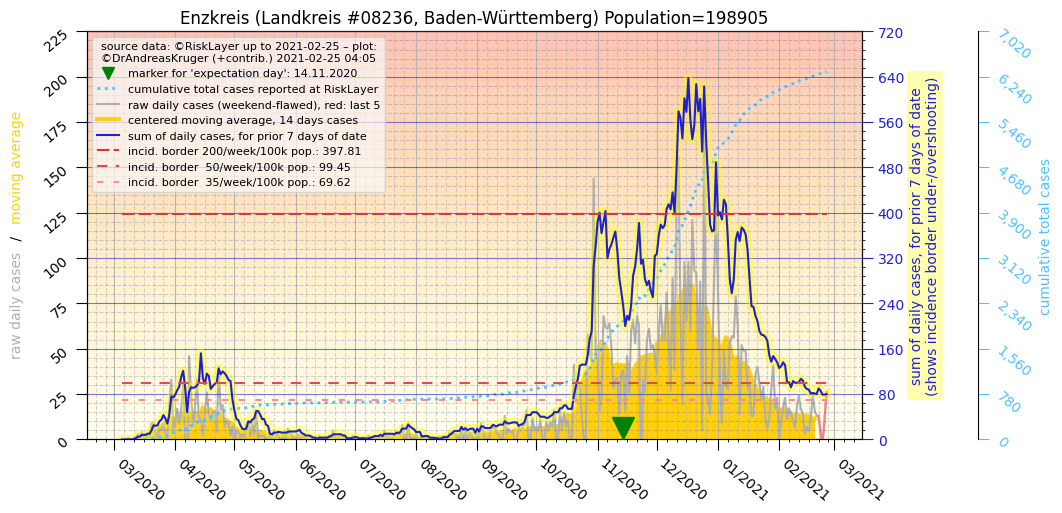 Enzkreis (Landkreis #08236, Baden-Württemberg) Population=198905
source data: ©RiskLayer up to 2021-02-25 – plot:
©DrAndreasKruger (+contrib.) 2021-02-25 04:05
marker for 'expectation day': 14.11.2020
cumulative total cases reported at RiskLayer
raw daily cases (weekend-flawed), red: last 5
centered moving average, 14 days cases
sum of daily cases, for prior 7 days of date
incid. border 200/week/100k pop.: 397.81
incid. border  50/week/100k pop.: 99.45
incid. border  35/week/100k pop.: 69.62
raw daily cases / moving average
225
200
175
150
125
100
75
50
25
0
03/2020
04/2020
05/2020
06/2020
07/2020
08/2020
09/2020
10/2020
11/2020
12/2020
01/2021
02/2021
03/2021
720
640
560
480
400
320
240
160
80
0
sum of daily cases, for prior 7 days of date
(shows incidence border under-/overshooting)
7,020
6,240
5,460
4,680
3,900
3,120
2,340
1,560
780
0
cumulative total cases